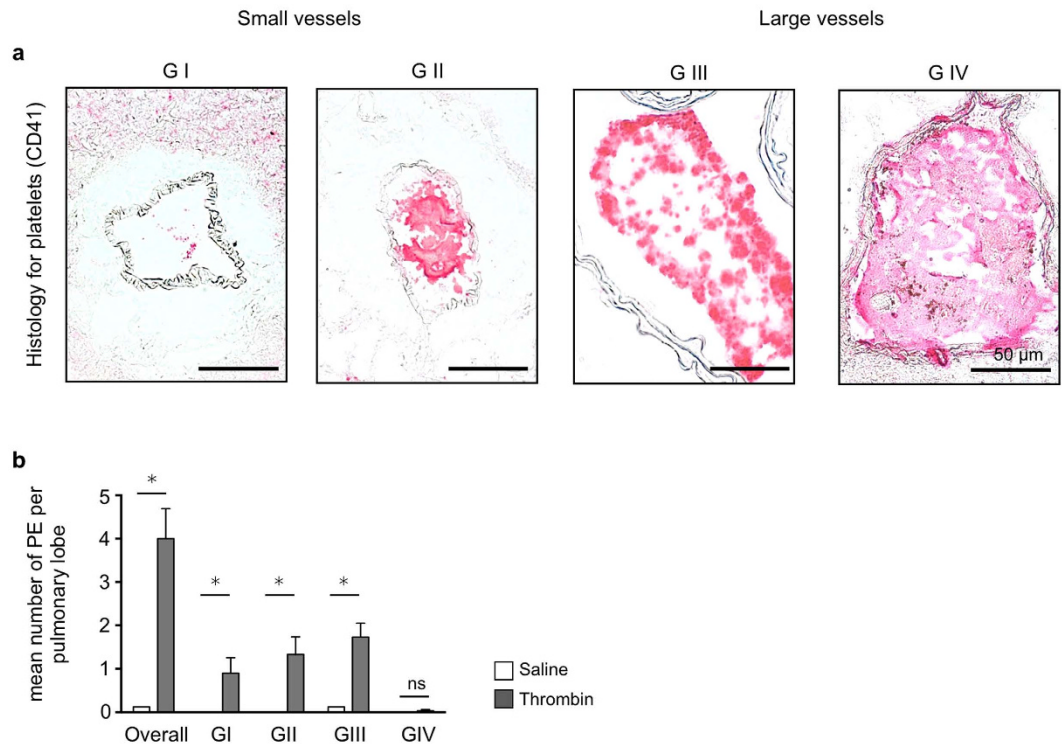 Small vessels
Large vessels
a
G I
G II
G III
G IV
Histology for platelets (CD41)
50 µm
b
mean number of PE per
pulmonary lobe
5
4
3
2
1
0
*
*
*
*
ns
Overall
GI
GII
GIII
GIV
Saline
Thrombin